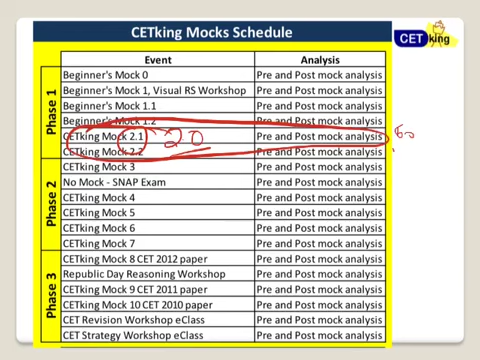 CETking Mocks Schedule
CET king
Event Analysis
Phase 1
Beginner's Mock 0 Pre and Post mock analysis
Beginner's Mock 1, Visual RS Workshop Pre and Post mock analysis
Beginner's Mock 1.1 Pre and Post mock analysis
Beginner's Mock 1.2 Pre and Post mock analysis
CETking Mock 2.1 20 Pre and Post mock analysis
CETking Mock 2.2 Pre and Post mock analysis
Phase 2
CETking Mock 3 Pre and Post mock analysis
No Mock - SNAP Exam Pre and Post mock analysis
CETking Mock 4 Pre and Post mock analysis
CETking Mock 5 Pre and Post mock analysis
CETking Mock 6 Pre and Post mock analysis
CETking Mock 7 Pre and Post mock analysis
Phase 3
CETking Mock 8 CET 2012 paper Pre and Post mock analysis
Republic Day Reasoning Workshop Pre and Post mock analysis
CETking Mock 9 CET 2011 paper Pre and Post mock analysis
CETking Mock 10 CET 2010 paper Pre and Post mock analysis
CET Revision Workshop eClass Pre and Post mock analysis
CET Strategy Workshop eClass Pre and Post mock analysis